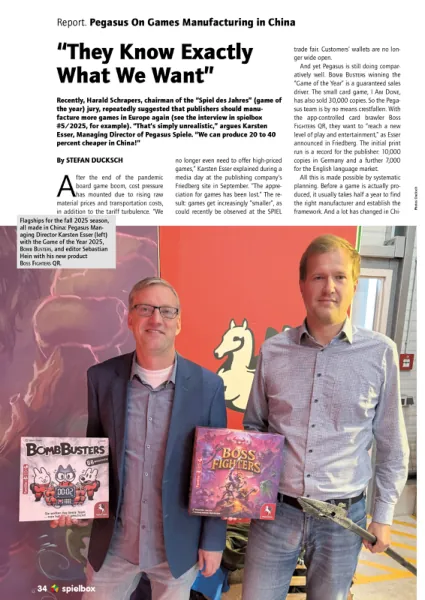 Report. Pegasus On Games Manufacturing in China
“They Know Exactly
What We Want”
Recently, Harald Schrapers, chairman of the “Spiel des Jahres” (game of
the year) jury, repeatedly suggested that publishers should manu-
facture more games in Europe again (see the interview in spielbox
#5/2025, for example). “That’s simply unrealistic,” argues Karsten
Esser, Managing Director of Pegasus Spiele. “We can produce 20 to 40
percent cheaper in China!”
By STEFAN DUCKSCH
After the end of the pandemic
board game boom, cost pressure
has mounted due to rising raw
material prices and transportation costs,
in addition to the tariff turbulence. “We
no longer even need to offer high-priced
games,” Karsten Esser explained during a
media day at the publishing company’s
Friedberg site in September. “The appre-
ciation for games has been lost.” The re-
sult: games get increasingly “smaller”, as
could recently be observed at the SPIEL
trade fair. Customers’ wallets are no lon-
ger wide open.
And yet Pegasus is still doing compar-
atively well. BOMB BUSTERS winning the
“Game of the Year” is a guaranteed sales
driver. The small card game, I AM DOVE,
has also sold 30,000 copies. So the Pega-
sus team is by no means crestfallen. With
the app-controlled card brawler BOSS
FIGHTERS QR, they want to “reach a new
level of play and entertainment,” as Esser
announced in Friedberg. The initial print
run is a record for the publisher: 10,000
copies in Germany and a further 7,000
for the English language market.
All this is made possible by systematic
planning. Before a game is actually pro-
duced, it usually takes half a year to find
the right manufacturer and establish the
framework. And a lot has changed in Chi-
Flagships for the fall 2025 season,
all made in China: Pegasus Man-
aging Director Karsten Esser (left)
with the Game of the Year 2025,
BOMB BUSTERS, and editor Sebastian
Hein with his new product
BOSS FIGHTERS QR.
BOMBBUSTERS
BOSS
FIGHTERS
34 spielbox